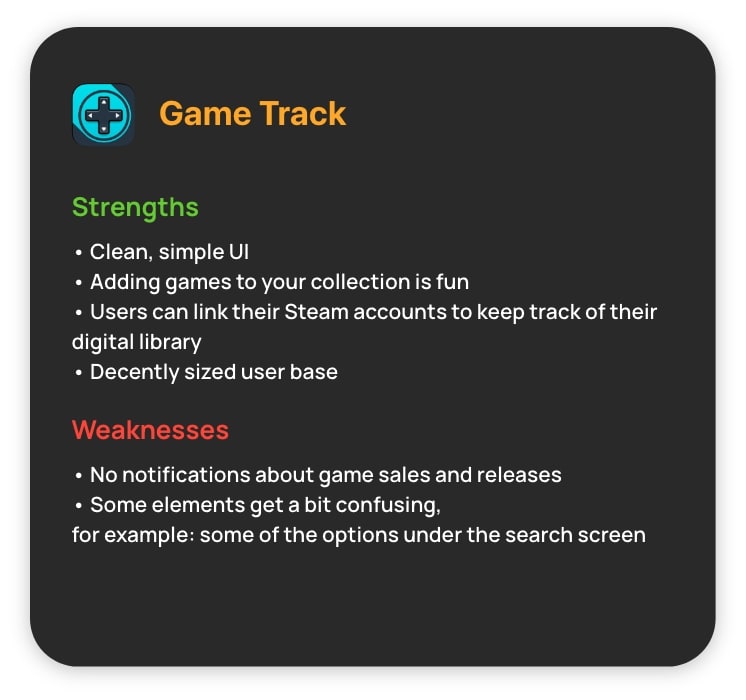 Game Track
Strengths
• Clean, simple UI
• Adding games to your collection is fun
• Users can link their Steam accounts to keep track of their
digital library
• Decently sized user base
Weaknesses
• No notifications about game sales and releases
• Some elements get a bit confusing,
for example: some of the options under the search screen